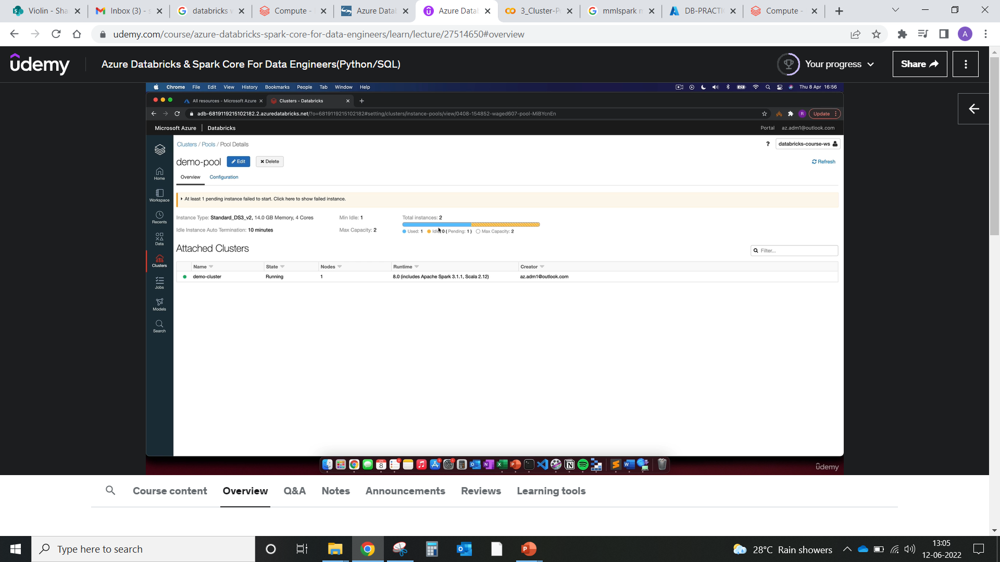 Violin - Sha
Inbox (3) - s
databricks v
Compute -
Azure Datab
Azure Datab
3_Cluster-P
mmlspark m
DB-PRACTI
Compute -
udemy.com/course/azure-databricks-spark-core-for-data-engineers/learn/lecture/27514650#overview
A
ûdemy
Azure Databricks & Spark Core For Data Engineers(Python/SQL)
Your progress
Share
Chrome File Edit View History Bookmarks People Tab Window Help
Thu 8 Apr 16:56
All resources - Microsoft Azure
Clusters - Databricks
adb-6819119215102182.2.azuredatabricks.net/?o=6819119215102182#setting/clusters/instance-pools/view/0408-154852-waged607-pool-MiBYcnEn
R
Update
Microsoft Azure | Databricks
Portal az.adm1@outlook.com
Clusters / Pools / Pool Details
? databricks-course-ws
demo-pool Edit Delete
Refresh
Overview Configuration
At least 1 pending instance failed to start. Click here to show failed instance.
Instance Type: Standard_DS3_v2, 14.0 GB Memory, 4 Cores
Min Idle: 1
Total instances: 2
Idle Instance Auto Termination: 10 minutes
Max Capacity: 2
Used: 1 Idle: 0 ( Pending: 1 ) Max Capacity: 2
Attached Clusters
Filter...
Name State Nodes Runtime Creator
demo-cluster Running 1 8.0 (includes Apache Spark 3.1.1, Scala 2.12) az.adm1@outlook.com
Home
Workspace
Recents
Data
Clusters
Jobs
Models
Search
ûdemy
Course content Overview Q&A Notes Announcements Reviews Learning tools
Type here to search
28°C Rain showers
13:05
12-06-2022